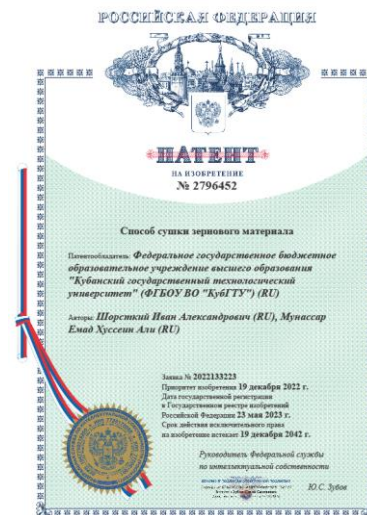 РОССИЙСКАЯ ФЕДЕРАЦИЯ
ПАТЕНТ
НА ИЗОБРЕТЕНИЕ
№ 2796452
Способ сушки зернового материала
Патентообладатель: Федеральное государственное бюджетное
образовательное учреждение высшего образования
"Кубанский государственный технологический
университет" (ФГБОУ ВО "КубГТУ") (RU)
Авторы: Шорсткий Иван Александрович (RU), Мунассар
Емад Хуссеин Али (RU)
Заявка № 2022133223
Приоритет изобретения 19 декабря 2022 г.
Дата государственной регистрации
в Государственном реестре изобретений
Российской Федерации 23 мая 2023 г.
Срок действия исключительного права
на изобретение истекает 19 декабря 2042 г.
Руководитель Федеральной службы
по интеллектуальной собственности
Ю.С. Зубов